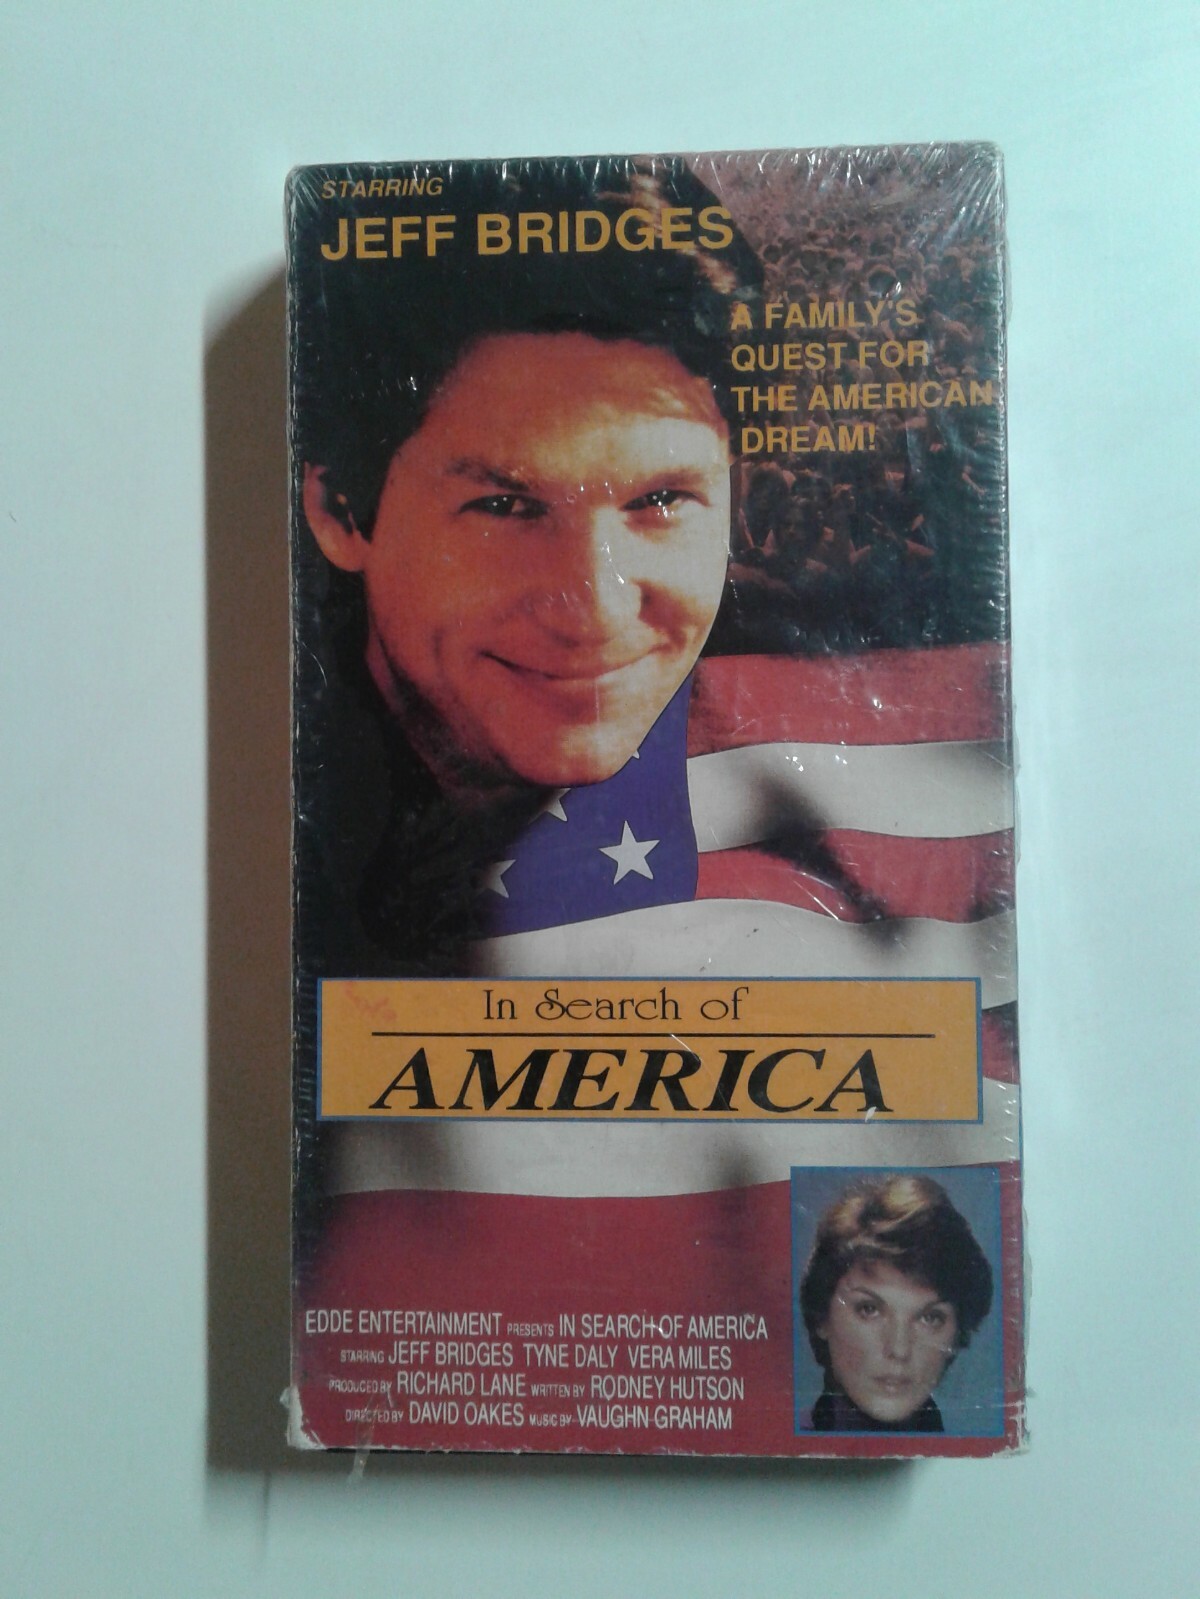 STARRING
JEFF BRIDGES
A FAMILY'S
QUEST FOR
THE AMERICAN
DREAM!
In Search of
AMERICA
EDDE ENTERTAINMENT PRESENTS IN SEARCH OF AMERICA
STARRING JEFF BRIDGES TYNE DALY VERA MILES
PRODUCED BY RICHARD LANE WRITTEN BY RODNEY HUTSON
DIRECTED BY DAVID OAKES MUSIC BY VAUGHN GRAHAM